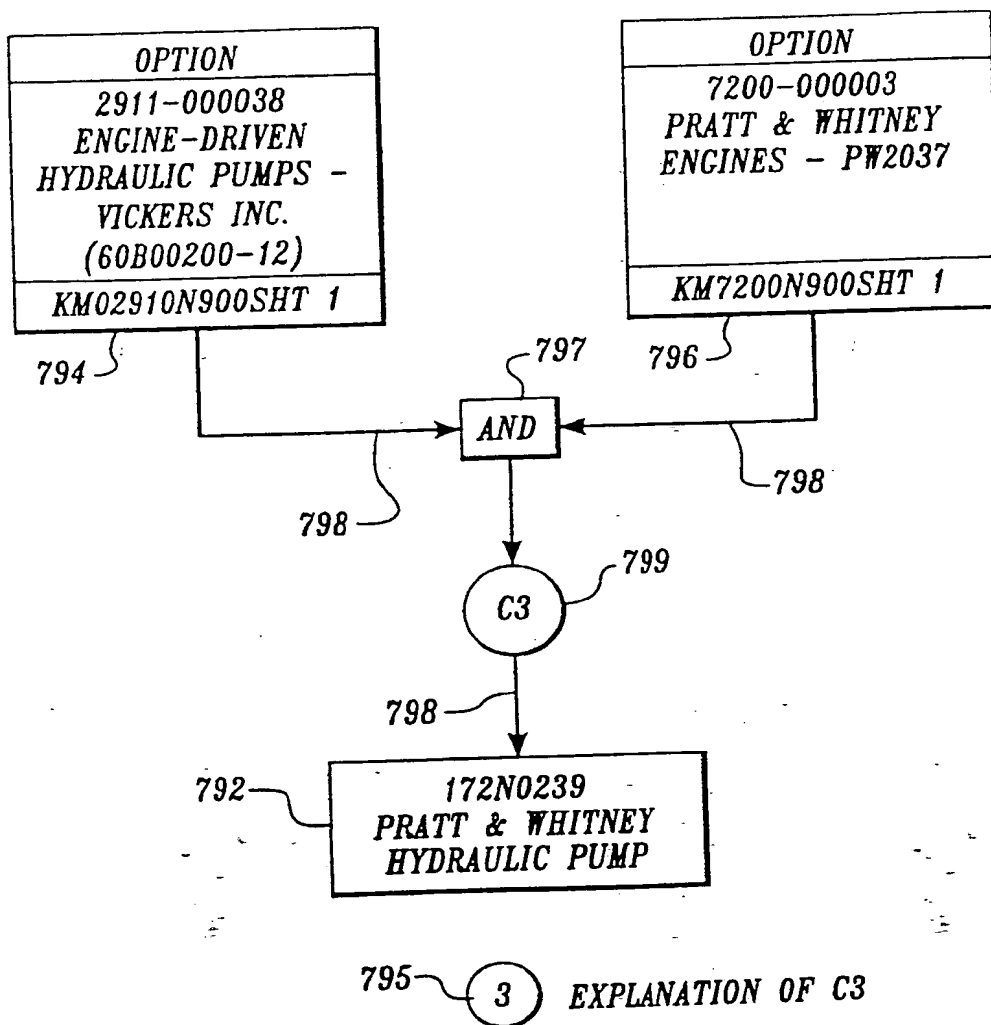 OPTION
2911-000038
ENGINE-DRIVEN
HYDRAULIC PUMPS -
VICKERS INC.
(60B00200-12)
KM02910N900SHT 1
794
OPTION
7200-000003
PRATT & WHITNEY
ENGINES - PW2037
KM7200N900SHT 1
796
797
AND
798
798
799
C3
798
792
172N0239
PRATT & WHITNEY
HYDRAULIC PUMP
795
3 EXPLANATION OF C3